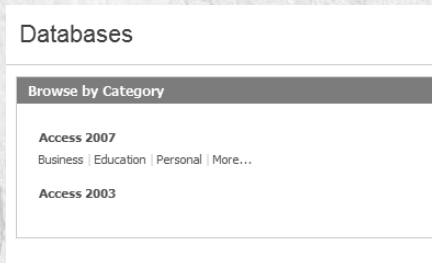 Databases
Browse by Category
Access 2007
Business | Education | Personal | More...
Access 2003